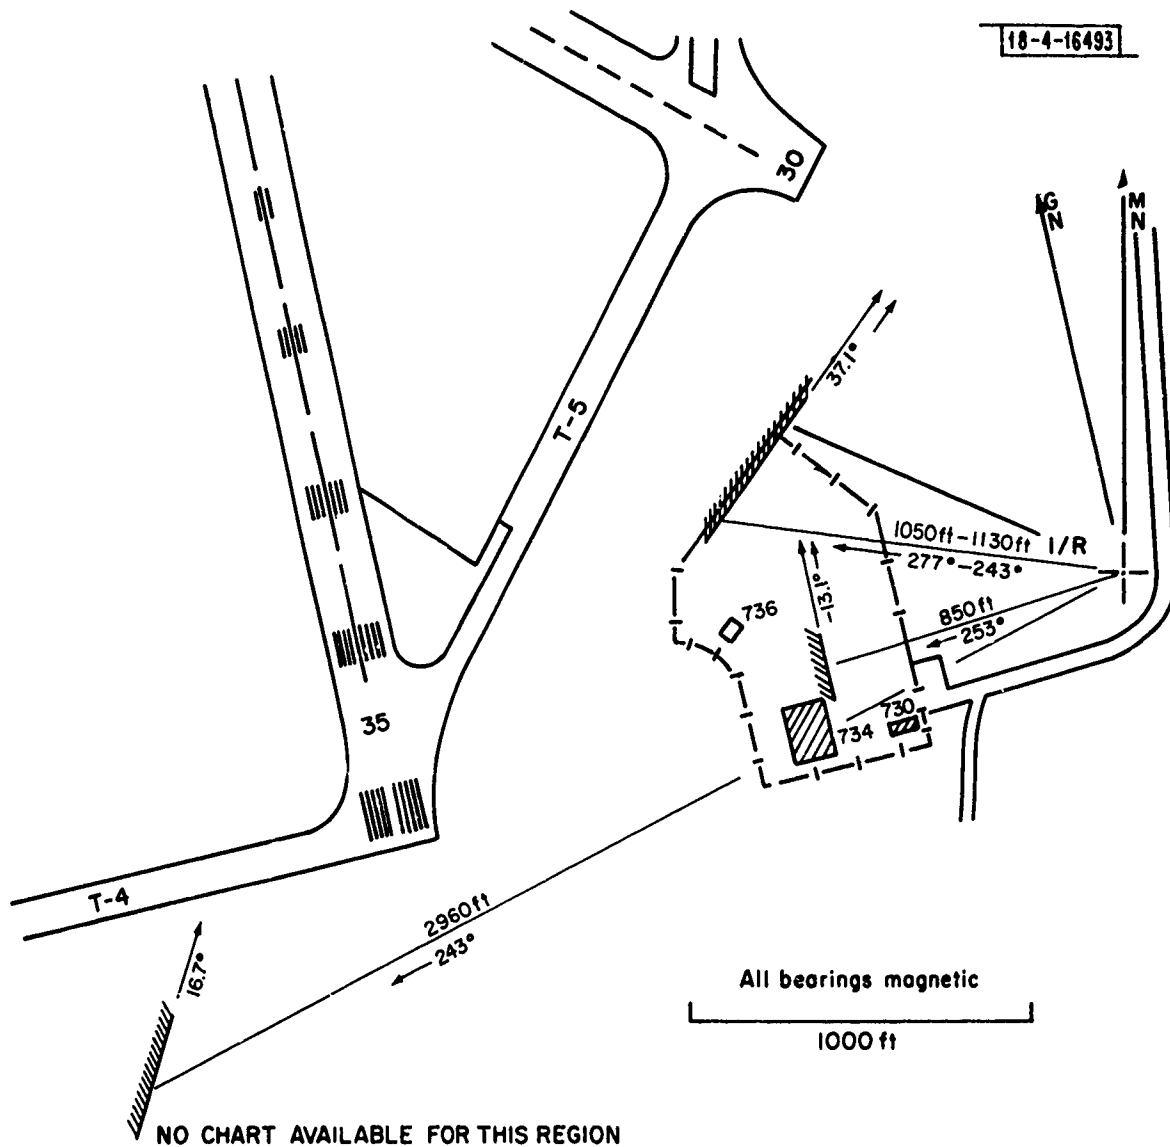 18-4-16493
30
G
N
M
N
37.1°
T-5
1050ft-1130ft I/R
277°-243°
-13.1°
736
850ft
253°
35
730
734
T-4
2960ft
243°
16.7°
All bearings magnetic
1000 ft
NO CHART AVAILABLE FOR THIS REGION